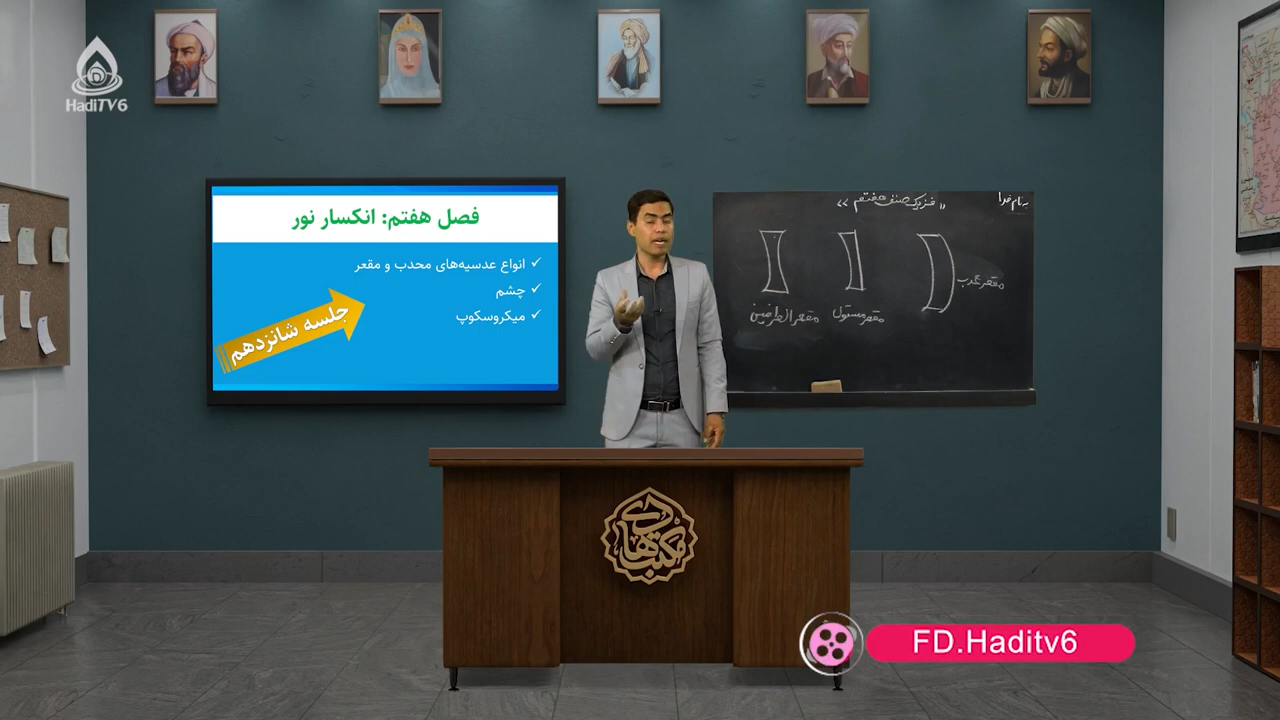 HadiTV6
فصل هفتم: انکسار نور
✓ انواع عدسیه‌های محدب و مقعر
✓ چشم
✓ میکروسکوپ
جلسه شانزدهم
به نام خدا
« فزیک صنف هفتم »
مقعر محدب
مقعر مستوی
مقعر الطرفین
مکتب هادی
FD.Haditv6